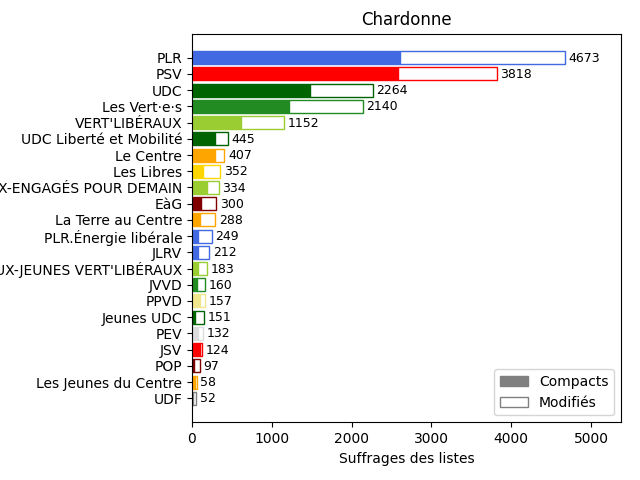 Chardonne
PLR 4673
PSV 3818
UDC 2264
Les Vert·e·s 2140
VERT'LIBÉRAUX 1152
UDC Liberté et Mobilité 445
Le Centre 407
Les Libres 352
X-ENGAGÉS POUR DEMAIN 334
EàG 300
La Terre au Centre 288
PLR.Énergie libérale 249
JLRV 212
UX-JEUNES VERT'LIBÉRAUX 183
JVVD 160
PPVD 157
Jeunes UDC 151
PEV 132
JSV 124
POP 97
Les Jeunes du Centre 58
UDF 52
Compacts
Modifiés
0 1000 2000 3000 4000 5000
Suffrages des listes